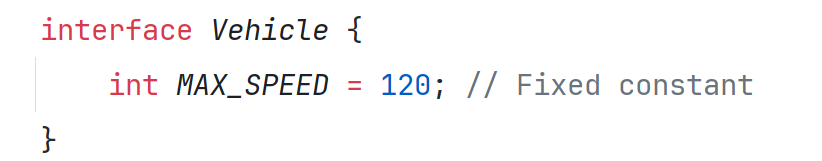 interface Vehicle {
    int MAX_SPEED = 120; // Fixed constant
}